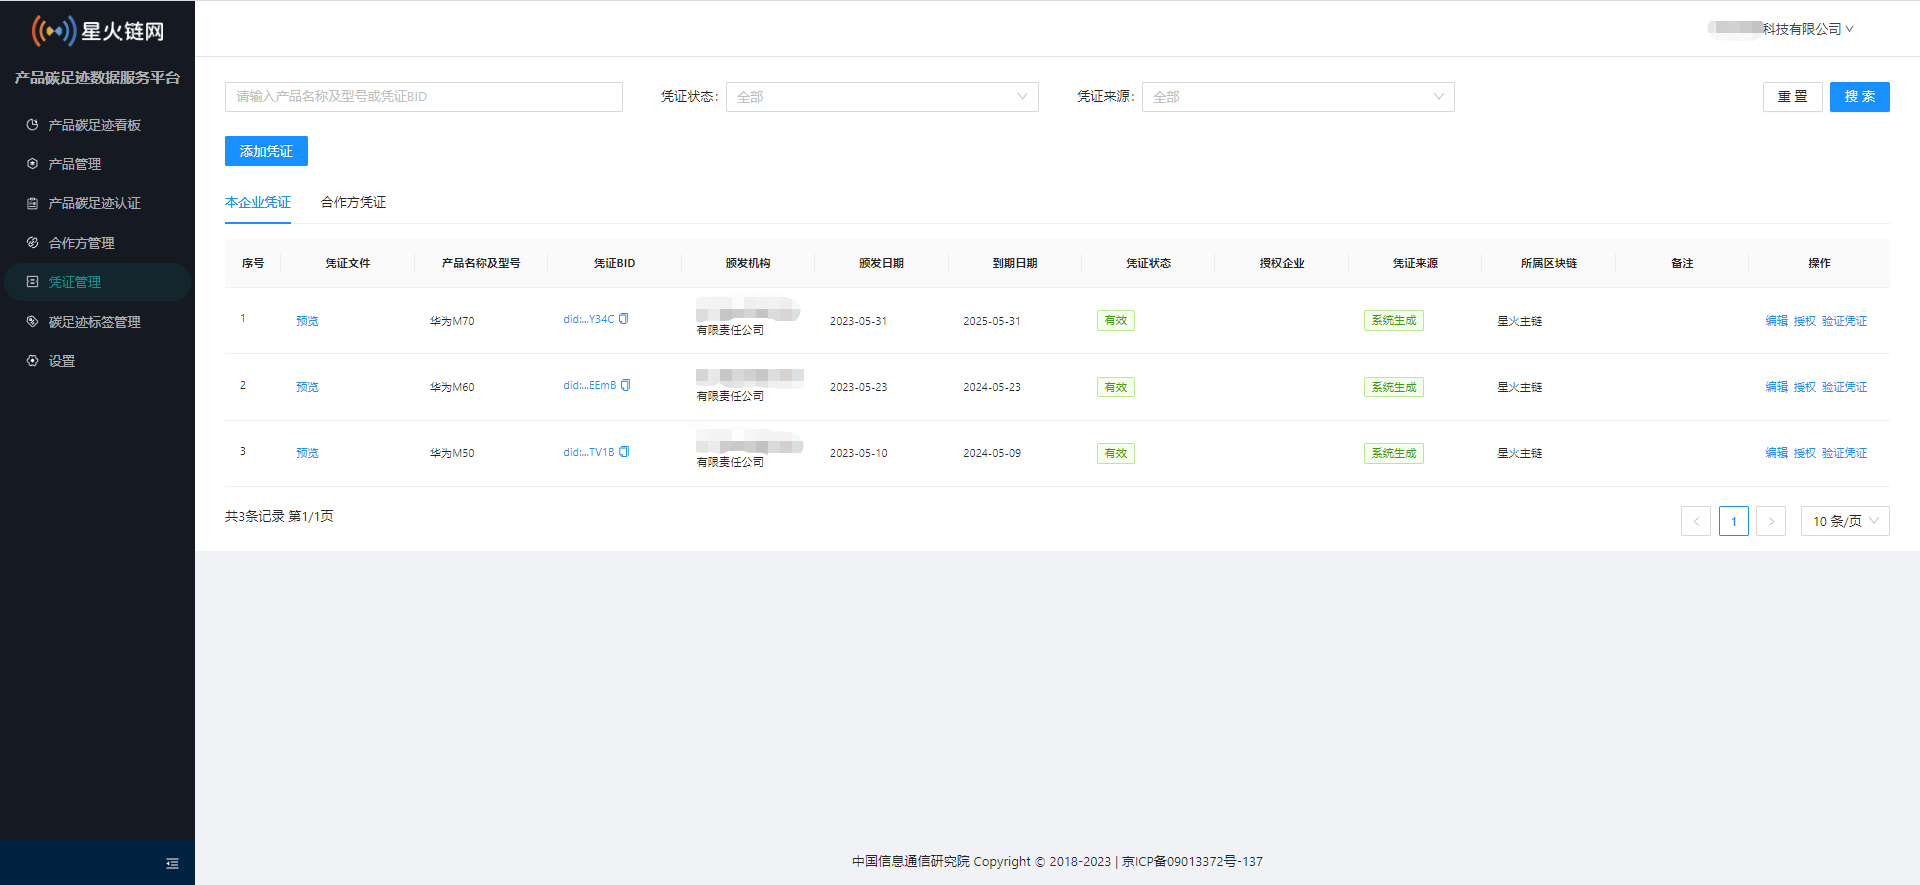 星火链网
产品碳足迹数据服务平台
产品碳足迹看板
产品管理
产品碳足迹认证
合作方管理
凭证管理
碳足迹标签管理
设置
科技有限公司
请输入产品名称及型号或凭证BID
凭证状态: 全部
凭证来源: 全部
重 置 搜 索
添加凭证
本企业凭证 合作方凭证
序号 凭证文件 产品名称及型号 凭证BID 颁发机构 颁发日期 到期日期 凭证状态 授权企业 凭证来源 所属区块链 备注 操作
1 预览 华为M70 did:...Y34C 有限责任公司 2023-05-31 2025-05-31 有效 系统生成 星火主链 编辑 授权 验证凭证
2 预览 华为M60 did:...EEmB 有限责任公司 2023-05-23 2024-05-23 有效 系统生成 星火主链 编辑 授权 验证凭证
3 预览 华为M50 did:...TV1B 有限责任公司 2023-05-10 2024-05-09 有效 系统生成 星火主链 编辑 授权 验证凭证
共3条记录 第1/1页
< 1 > 10 条/页
中国信息通信研究院 Copyright © 2018-2023 | 京ICP备09013372号-137